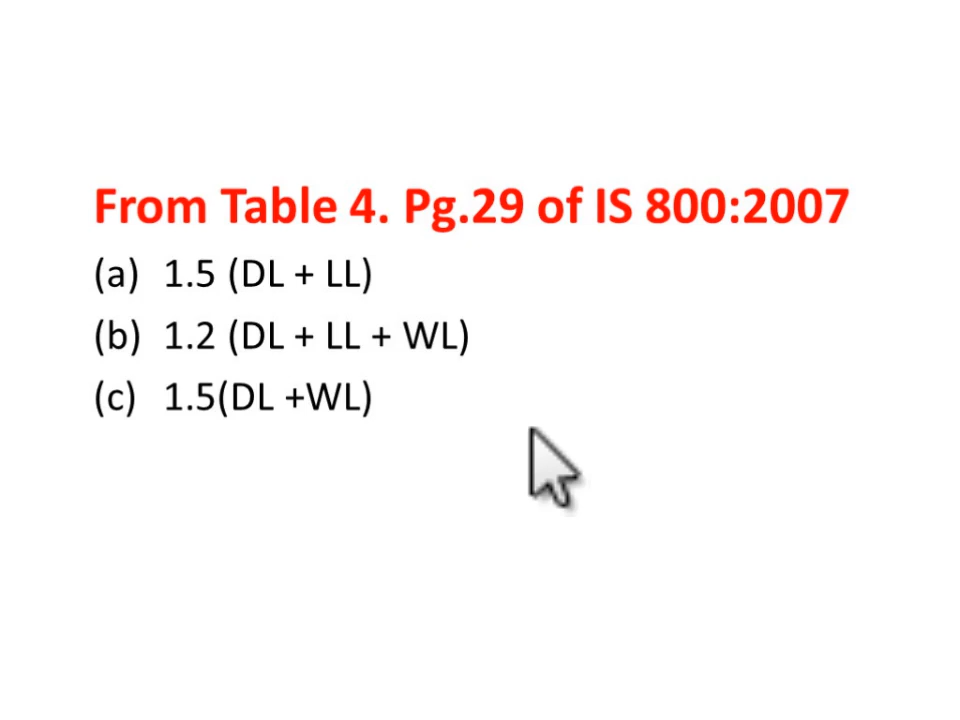 From Table 4. Pg.29 of IS 800:2007
(a) 1.5 (DL + LL)
(b) 1.2 (DL + LL + WL)
(c) 1.5(DL +WL)